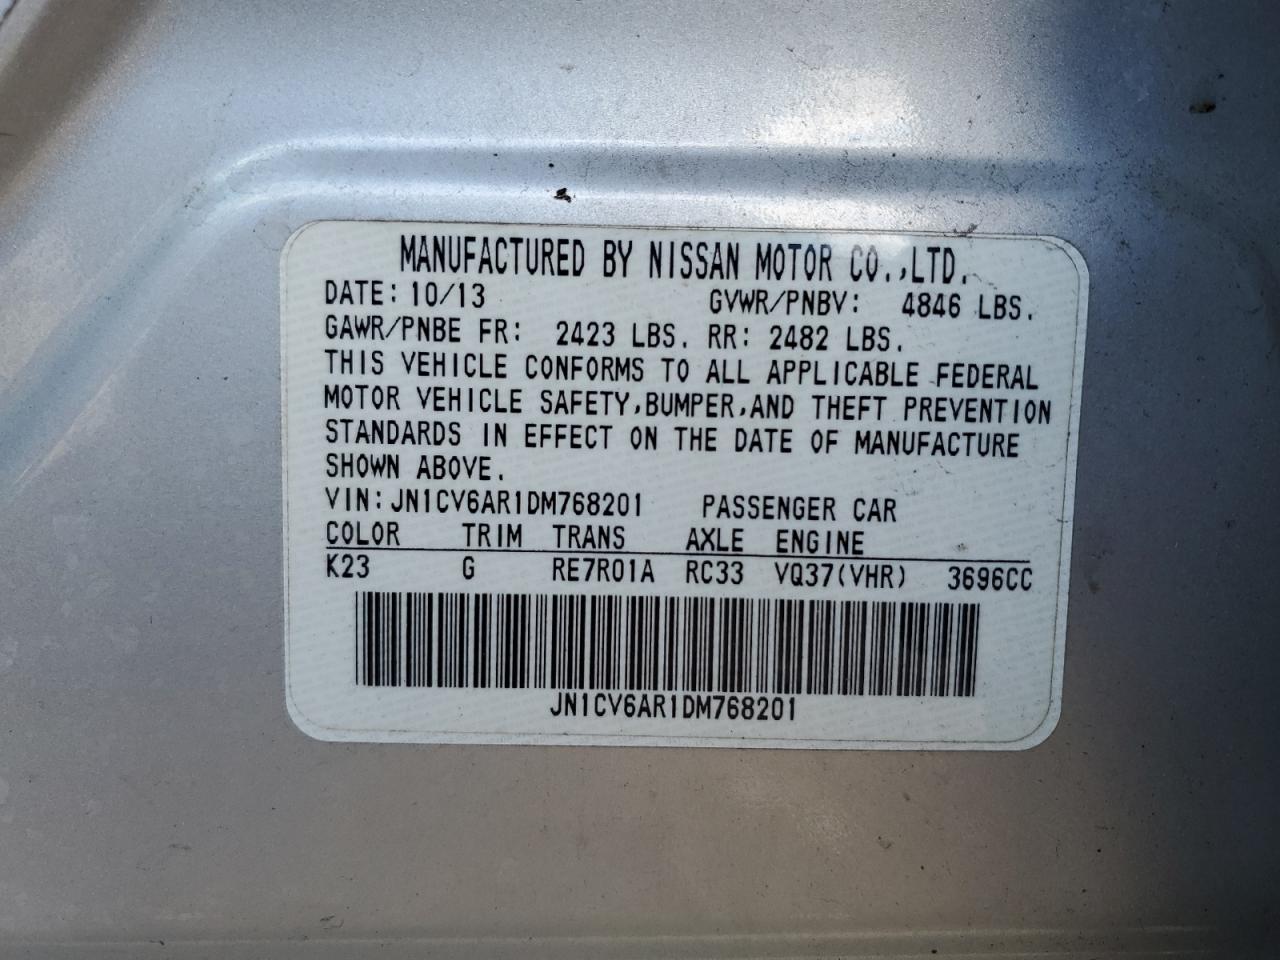 MANUFACTURED BY NISSAN MOTOR CO.,LTD.
DATE: 10/13 GVWR/PNBV: 4846 LBS.
GAWR/PNBE FR: 2423 LBS. RR: 2482 LBS.
THIS VEHICLE CONFORMS TO ALL APPLICABLE FEDERAL
MOTOR VEHICLE SAFETY,BUMPER,AND THEFT PREVENTION
STANDARDS IN EFFECT ON THE DATE OF MANUFACTURE
SHOWN ABOVE.
VIN: JN1CV6AR1DM768201 PASSENGER CAR
COLOR TRIM TRANS AXLE ENGINE
K23 G RE7R01A RC33 VQ37(VHR) 3696CC
JN1CV6AR1DM768201